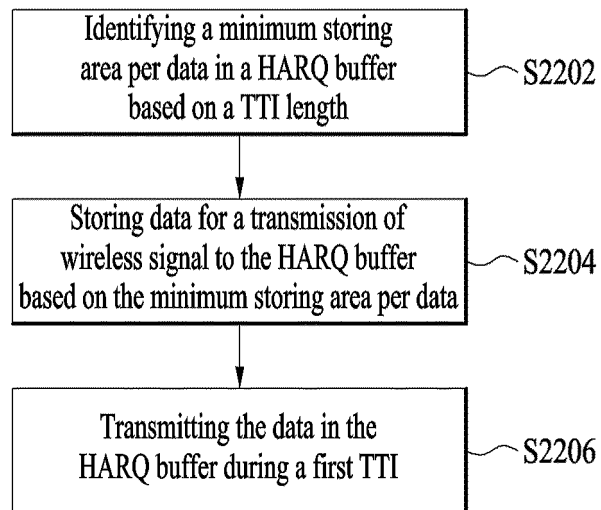 Identifying a minimum storing
area per data in a HARQ buffer
based on a TTI length
S2202
Storing data for a transmission of
wireless signal to the HARQ buffer
based on the minimum storing area per data
S2204
Transmitting the data in the
HARQ buffer during a first TTI
S2206